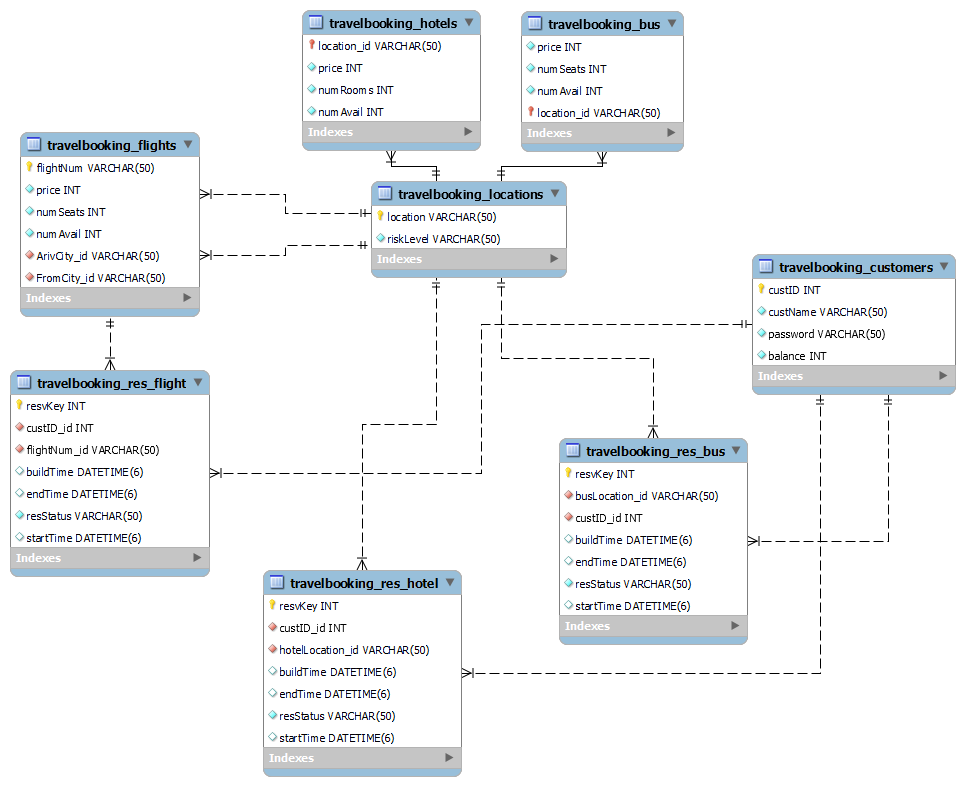 travelbooking_hotels
location_id VARCHAR(50)
price INT
numRooms INT
numAvail INT
Indexes
travelbooking_bus
price INT
numSeats INT
numAvail INT
location_id VARCHAR(50)
Indexes
travelbooking_flights
flightNum VARCHAR(50)
price INT
numSeats INT
numAvail INT
ArivCity_id VARCHAR(50)
FromCity_id VARCHAR(50)
Indexes
travelbooking_locations
location VARCHAR(50)
riskLevel VARCHAR(50)
Indexes
travelbooking_customers
custID INT
custName VARCHAR(50)
password VARCHAR(50)
balance INT
Indexes
travelbooking_res_flight
resvKey INT
custID_id INT
flightNum_id VARCHAR(50)
buildTime DATETIME(6)
endTime DATETIME(6)
resStatus VARCHAR(50)
startTime DATETIME(6)
Indexes
travelbooking_res_bus
resvKey INT
busLocation_id VARCHAR(50)
custID_id INT
buildTime DATETIME(6)
endTime DATETIME(6)
resStatus VARCHAR(50)
startTime DATETIME(6)
Indexes
travelbooking_res_hotel
resvKey INT
custID_id INT
hotelLocation_id VARCHAR(50)
buildTime DATETIME(6)
endTime DATETIME(6)
resStatus VARCHAR(50)
startTime DATETIME(6)
Indexes